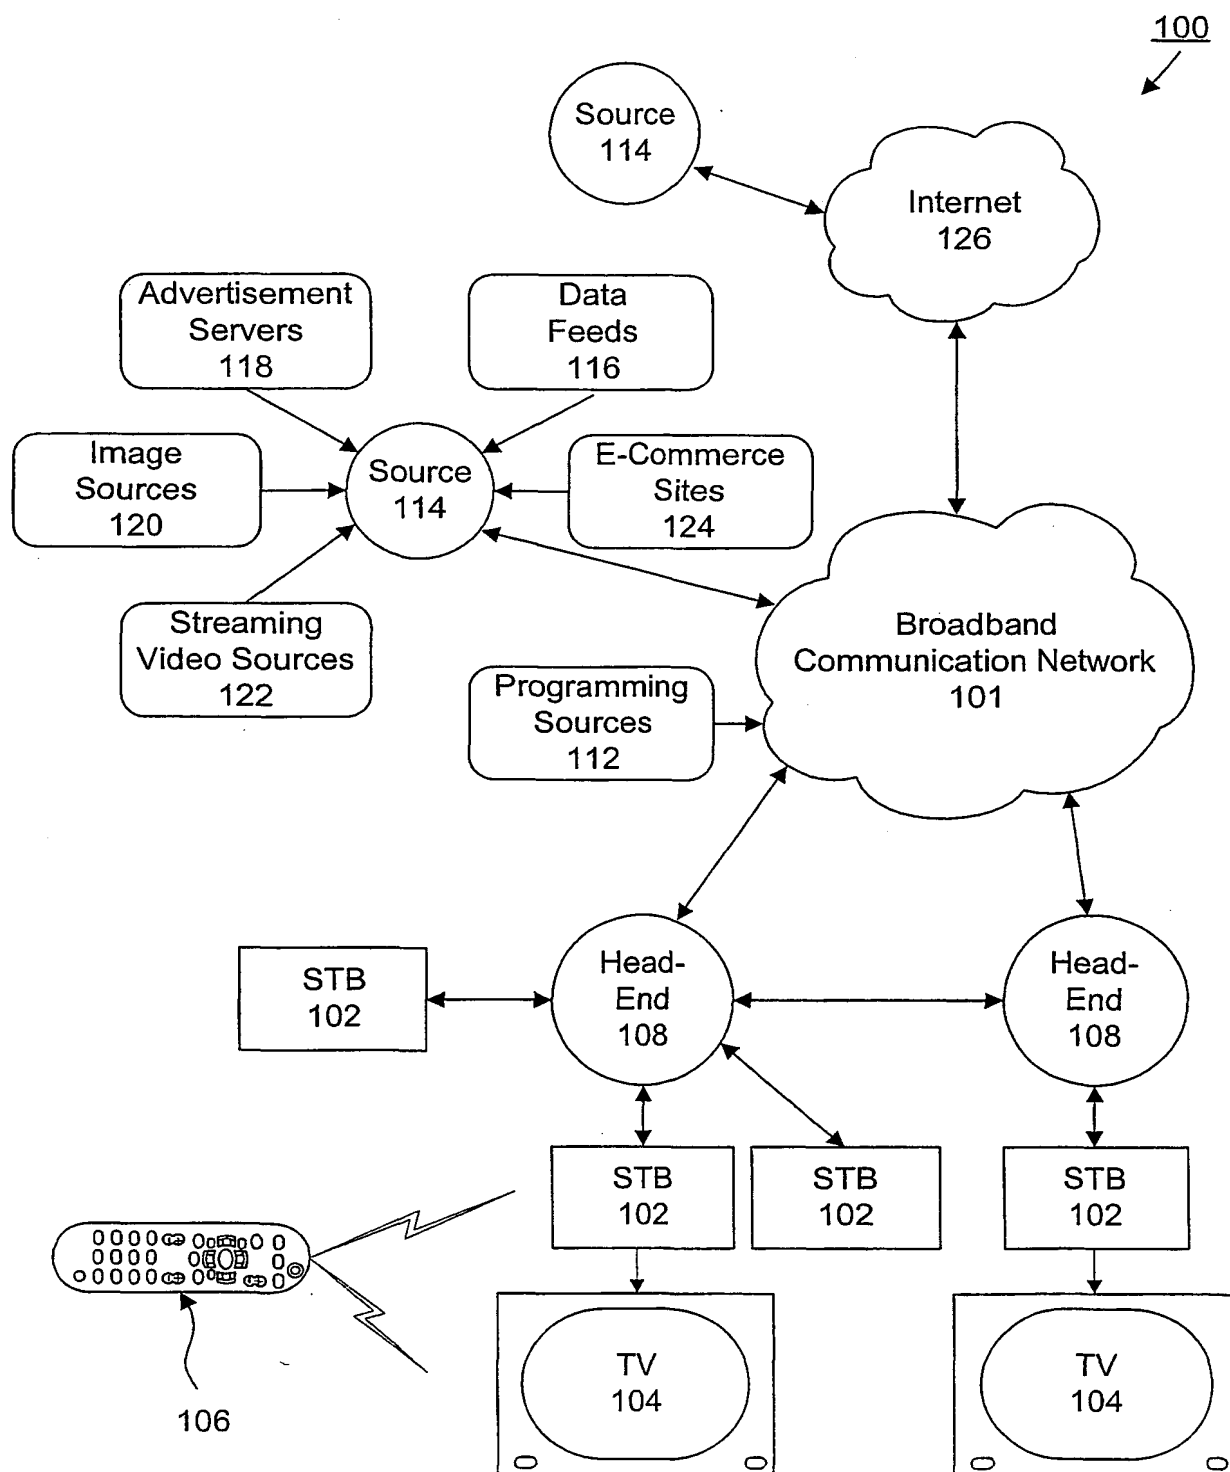 100
Source
114
Internet
126
Advertisement
Servers
118
Data
Feeds
116
Image
Sources
120
Source
114
E-Commerce
Sites
124
Streaming
Video Sources
122
Broadband
Communication Network
101
Programming
Sources
112
STB
102
Head-
End
108
Head-
End
108
STB
102
STB
102
STB
102
TV
104
TV
104
106